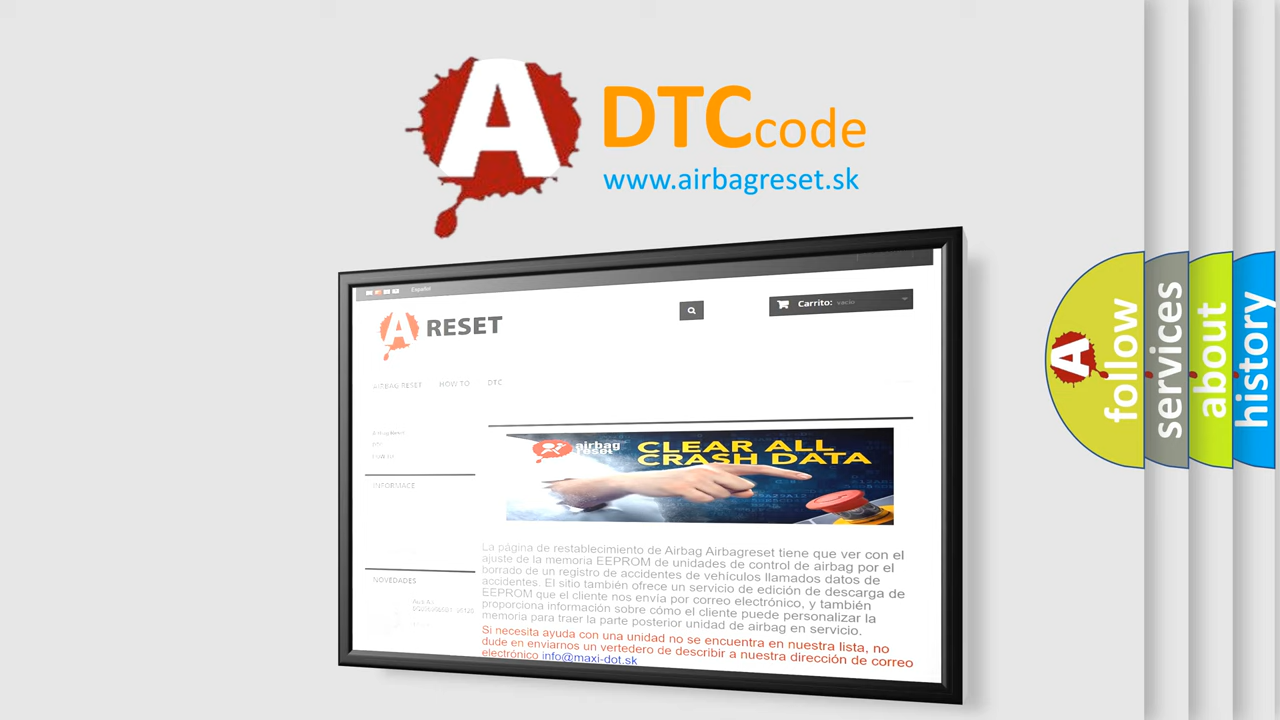 A DTC code
www.airbagreset.sk
Español
A RESET
Carrito: vacío
AIRBAG RESET HOW TO DTC
Airbag Reset
INFORMACE
airbag reset
CLEAR ALL
CRASH DATA
La página de restablecimiento de Airbag Airbagreset tiene que ver con el
ajuste de la memoria EEPROM de unidades de control de airbag por el
borrado de un registro de accidentes de vehículos llamados datos de
accidentes. El sitio también ofrece un servicio de edición de descarga de
EEPROM que el cliente nos envía por correo electrónico, y también
proporciona información sobre cómo el cliente puede personalizar la
memoria para traer la parte posterior unidad de airbag en servicio.
Si necesita ayuda con una unidad no se encuentra en nuestra lista, no
dude en enviarnos un vertedero de describir a nuestra dirección de correo
electrónico info@maxi-dot.sk
NOVEDADES
A follow
services
about
history